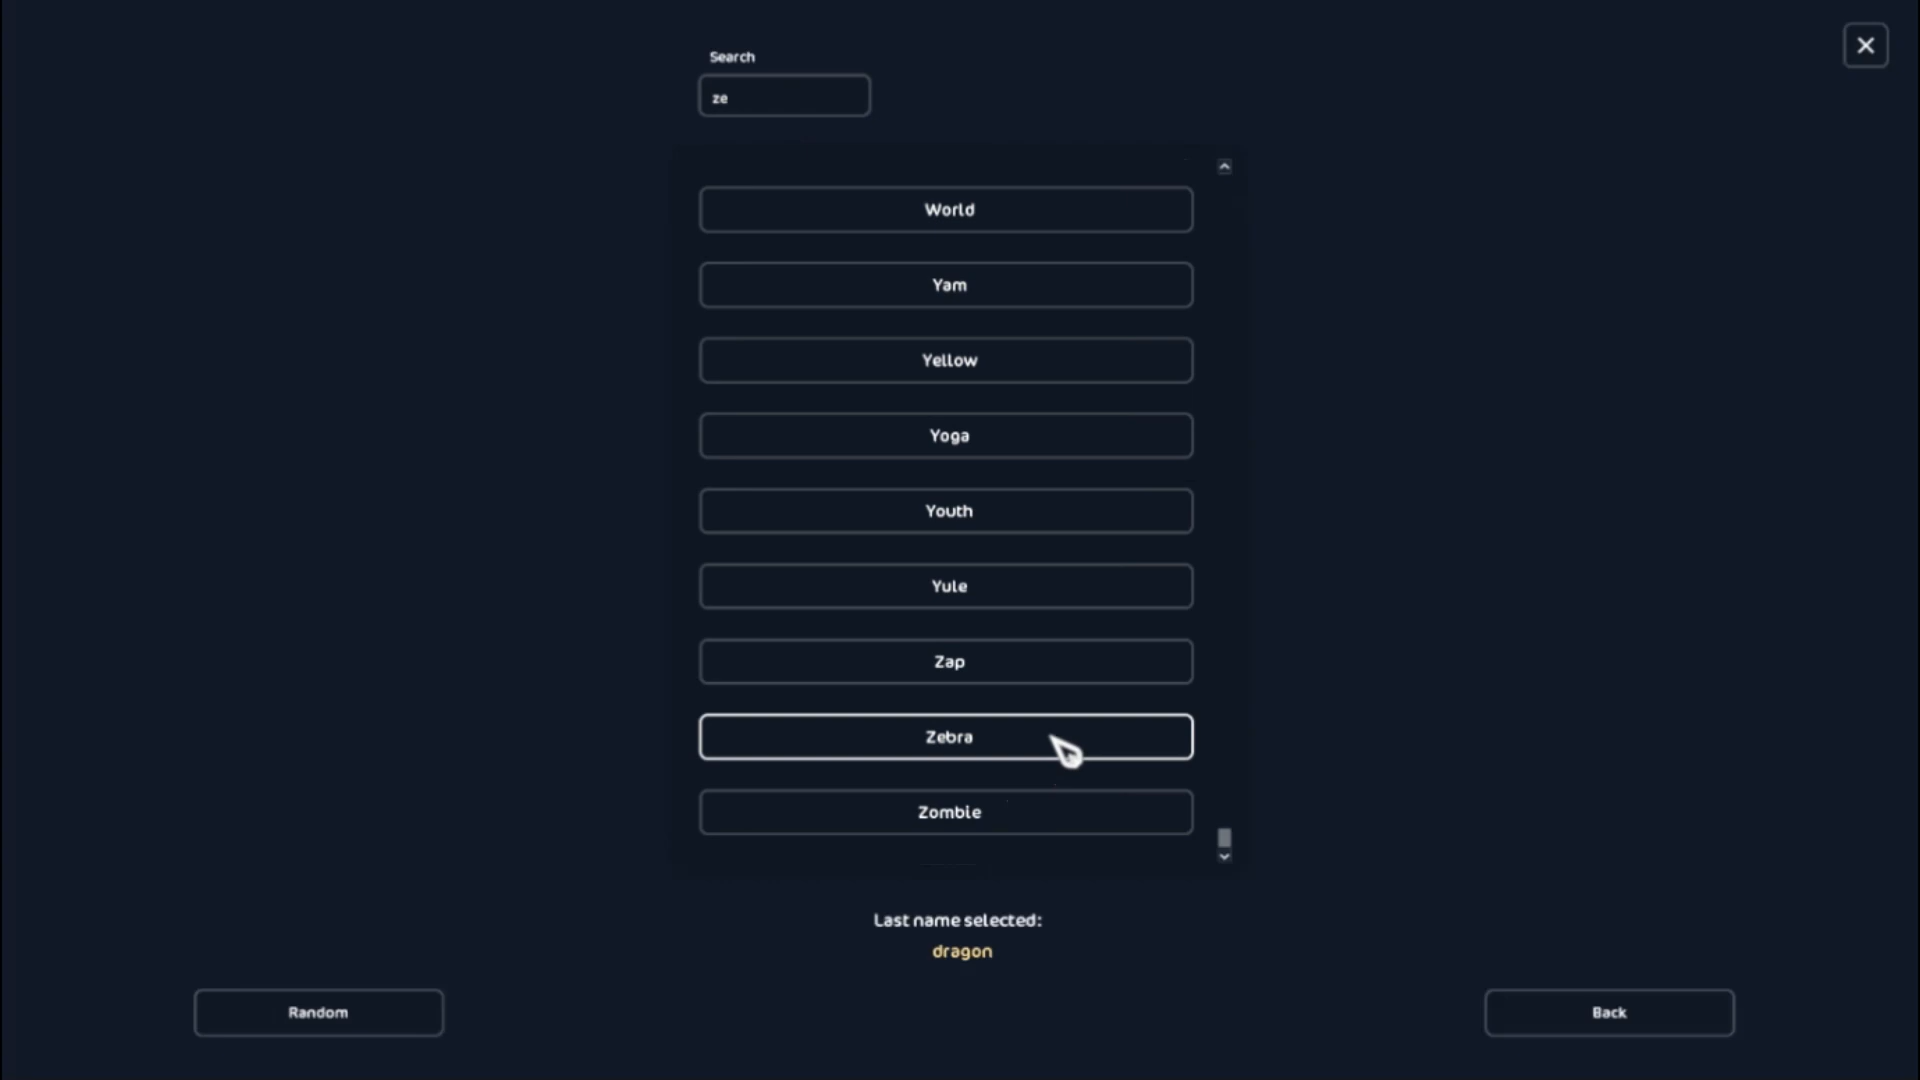 Search
ze
World
Yam
Yellow
Yoga
Youth
Yule
Zap
Zebra
Zombie
Last name selected:
dragon
Random
Back